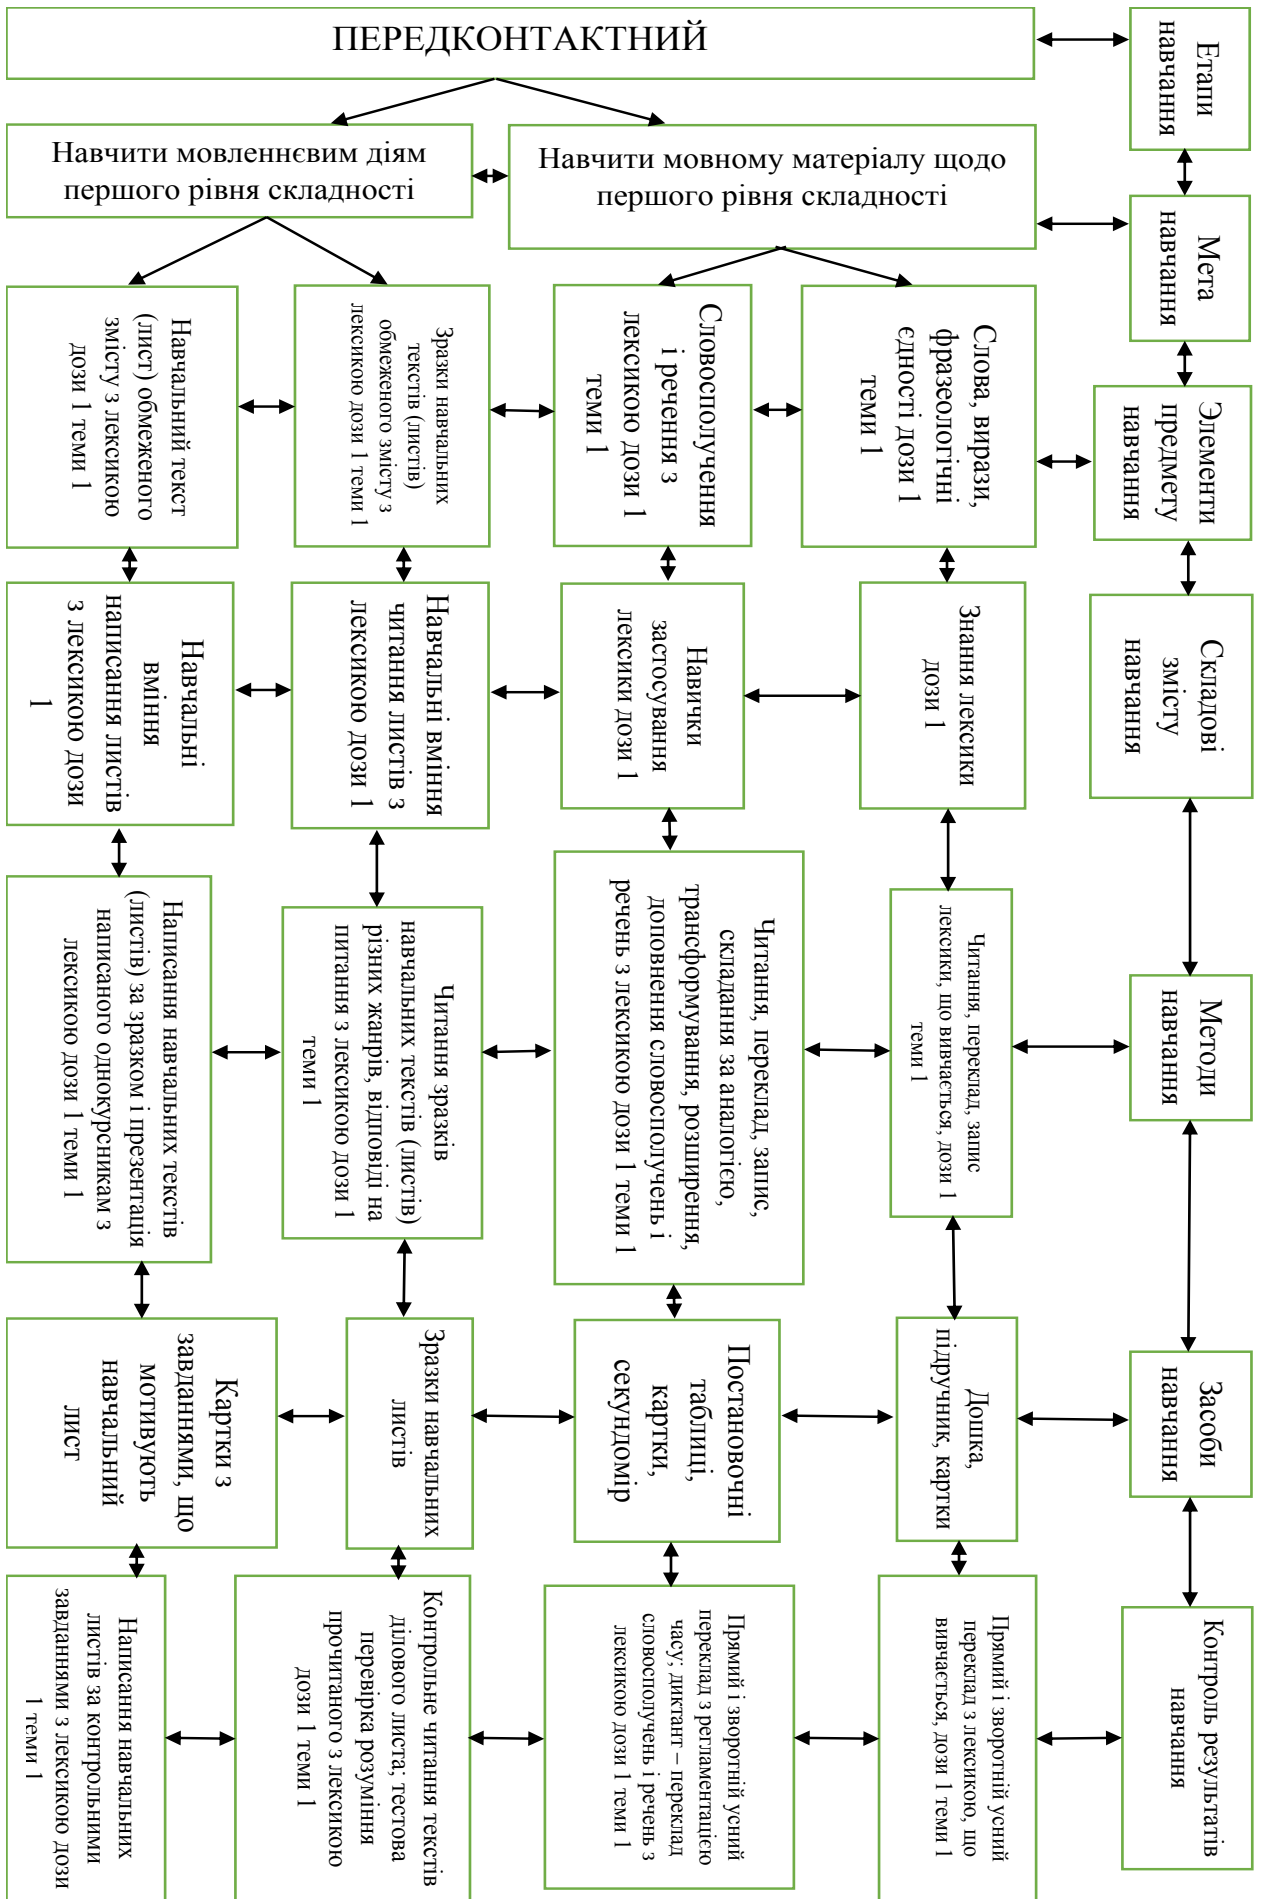 ПЕРЕДКОНТАКТНИЙ
Етапи
навчання
Навчити мовленнєвим діям
першого рівня складності
Навчити мовному матеріалу щодо
першого рівня складності
Мета
навчання
Навчальний текст
(лист) обмеженого
змісту з лексикою
дози 1 теми 1
Зразки навчальних
текстів (листів)
обмеженого змісту з
лексикою дози 1 теми 1
Словосполучення
і речення з
лексикою дози 1
теми 1
Слова, вирази,
фразеологічні
єдності дози 1
теми 1
Элементи
предмету
навчання
Навчальні
вміння
написання листів
з лексикою дози
1
Навчальні вміння
читання листів з
лексикою дози 1
Навички
застосування
лексики дози 1
Знання лексики
дози 1
Складові
змісту
навчання
Написання навчальних текстів
(листів) за зразком і презентація
написаного однокурсникам з
лексикою дози 1 теми 1
Читання зразків
навчальних текстів (листів)
різних жанрів, відповіді на
питання з лексикою дози 1
теми 1
Читання, переклад, запис,
складання за аналогією,
трансформування, розширення,
доповнення словосполучень і
речень з лексикою дози 1 теми 1
Читання, переклад, запис
лексики, що вивчається, дози 1
теми 1
Методи
навчання
Картки з
завданнями, що
мотивують
навчальний
лист
Зразки навчальних
листів
Постановочні
таблиці,
картки,
секундомір
Дошка,
підручник, картки
Засоби
навчання
Написання навчальних
листів за контрольними
завданнями з лексикою дози
1 теми 1
Контрольне читання текстів
ділового листа; тестова
перевірка розуміння
прочитаного з лексикою
дози 1 теми 1
Прямий і зворотній усний
переклад з регламентацією
часу; диктант – переклад
словосполучень і речень з
лексикою дози 1 теми 1
Прямий і зворотній усний
переклад з лексикою, що
вивчається, дози 1 теми 1
Контроль результатів
навчання